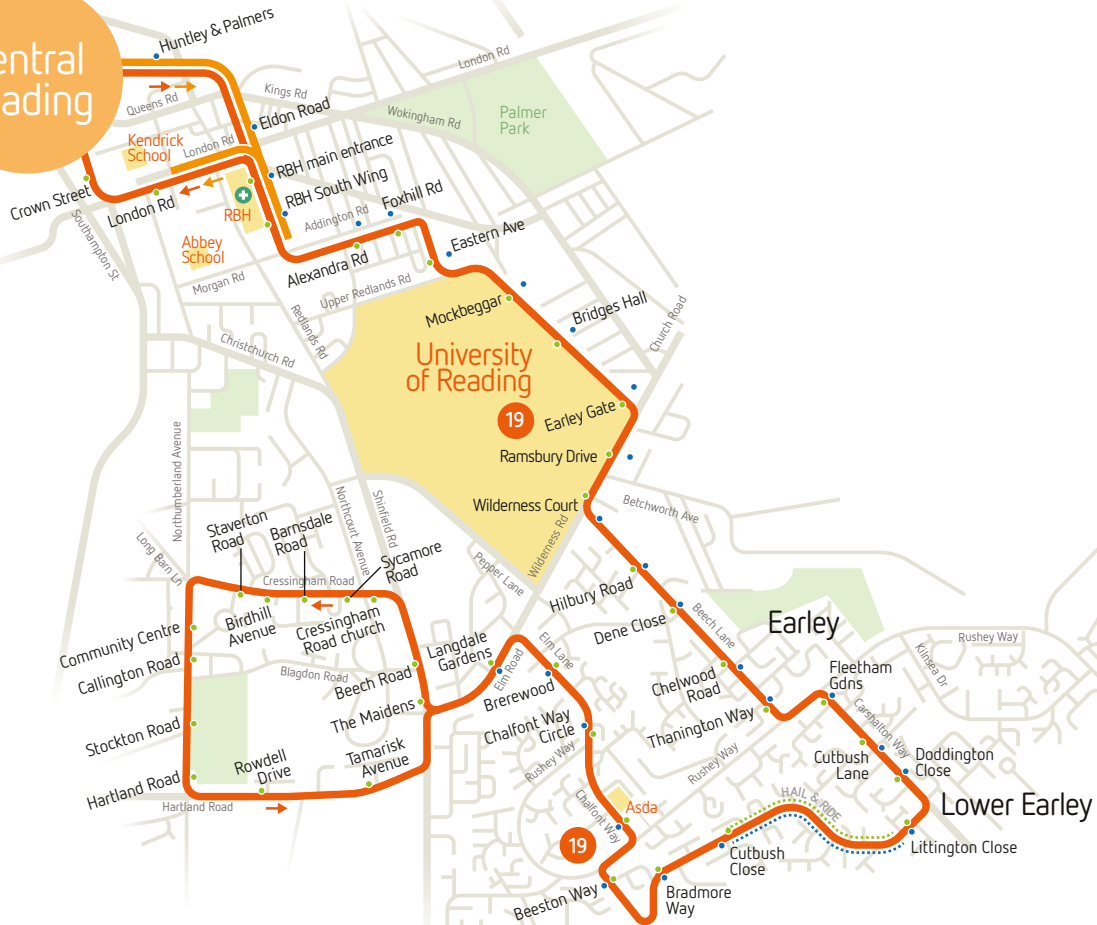 Huntley & Palmers
Queens Rd
Kings Rd
London Rd
Eldon Road
Wokingham Rd
Palmer
Park
Kendrick
School
London Rd
RBH main entrance
Crown Street
London Rd
RBH
RBH South Wing
Addington Rd
Foxhill Rd
Southampton St
Abbey
School
Morgan Rd
Alexandra Rd
Eastern Ave
Upper Redlands Rd
Redlands Rd
Mockbeggar
Bridges Hall
Church Road
Christchurch Rd
University
of Reading
19
Earley Gate
Ramsbury Drive
Wilderness Court
Betchworth Ave
Wilderness Rd
Pepper Lane
Northumberland Avenue
Northcourt Avenue
Shinfield Rd
Long Barn Ln
Staverton
Road
Barnsdale
Road
Sycamore
Road
Cressingham Road
Birdhill
Avenue
Cressingham
Road church
Community Centre
Callington Road
Blagdon Road
Beech Road
The Maidens
Stockton Road
Hartland Road
Rowdell
Drive
Tamarisk
Avenue
Hartland Road
Langdale
Gardens
Elm Road
Elm Lane
Brerewood
Hilbury Road
Dene Close
Beech Lane
Earley
Rushey Way
Kilnsea Dr
Chelwood
Road
Thanington Way
Fleetham
Gdns
Carshalton Way
Chalfont Way
Circle
Rushey Way
Rushey Way
Cutbush
Lane
Doddington
Close
Lower Earley
HAIL & RIDE
Littington Close
Chalfont Way
Asda
19
Cutbush
Close
Beeston Way
Bradmore
Way